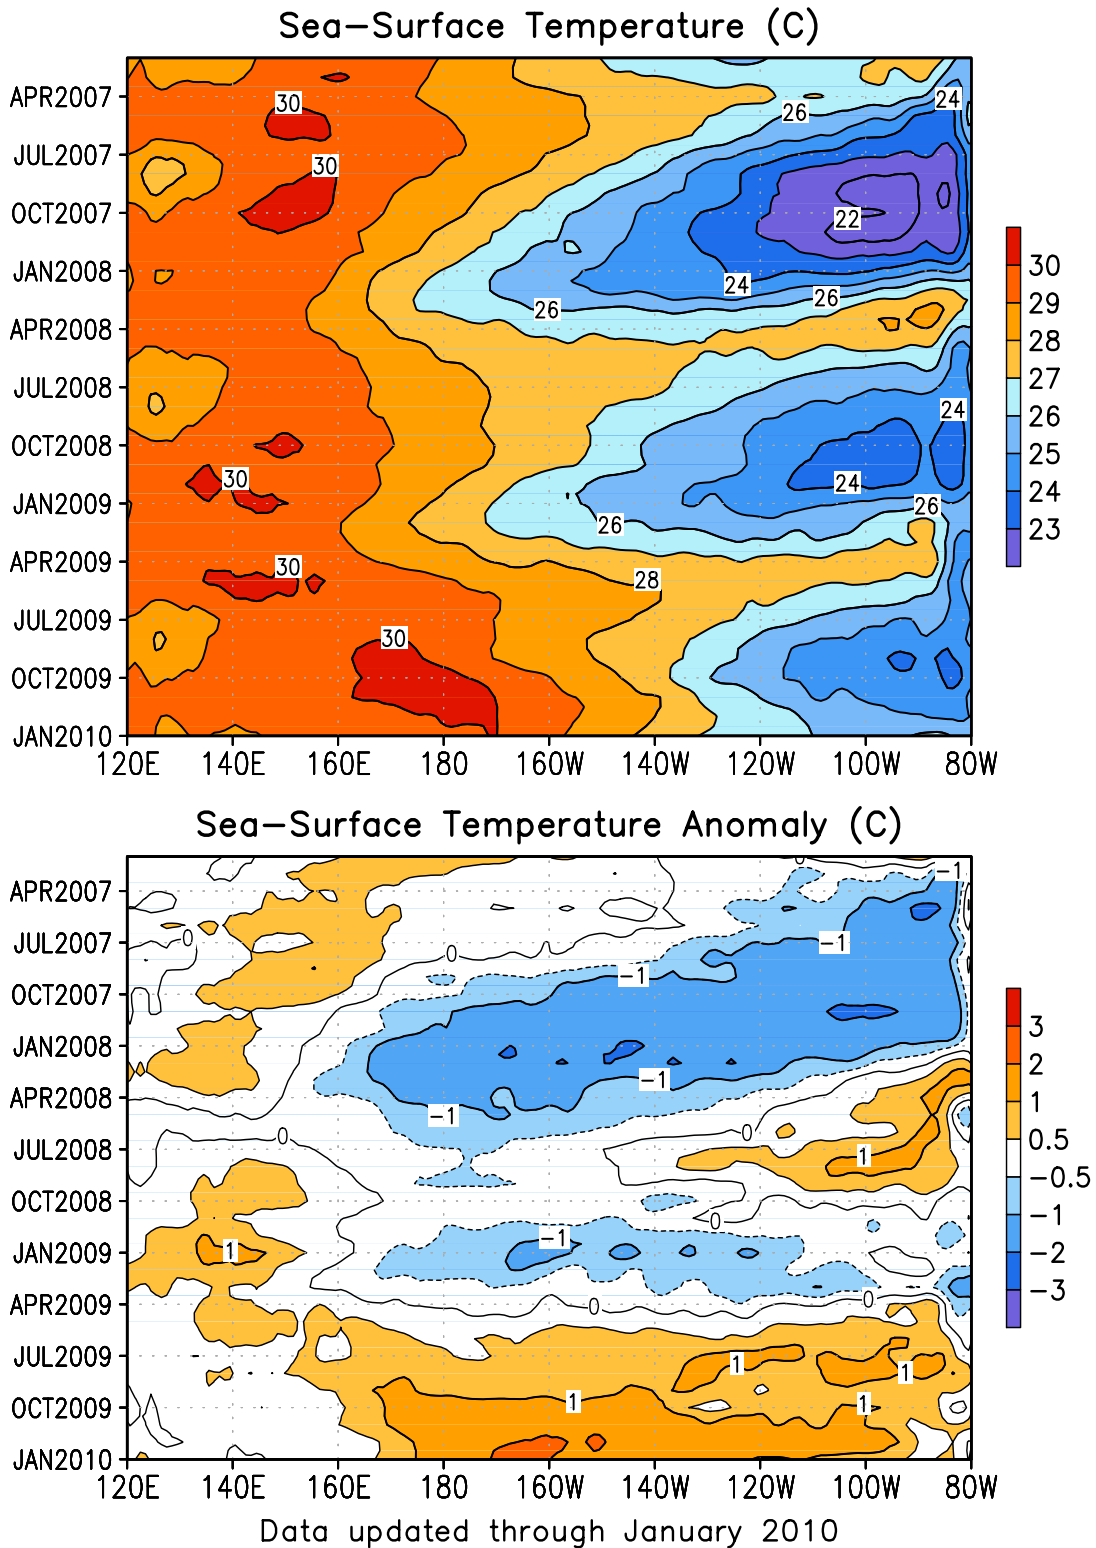 Sea-Surface Temperature (C)
APR2007
JUL2007
OCT2007
JAN2008
APR2008
JUL2008
OCT2008
JAN2009
APR2009
JUL2009
OCT2009
JAN2010
30
26
24
30
22
24
26
26
24
30
24
26
26
30
28
30
120E 140E 160E 180 160W 140W 120W 100W 80W
30
29
28
27
26
25
24
23
Sea-Surface Temperature Anomaly (C)
APR2007
JUL2007
OCT2007
JAN2008
APR2008
JUL2008
OCT2008
JAN2009
APR2009
JUL2009
OCT2009
JAN2010
0
-1
0
-1
0
-1
-1
-1
0
0
1
0
1
-1
0
0
1
1
1
1
120E 140E 160E 180 160W 140W 120W 100W 80W
3
2
1
0.5
-0.5
-1
-2
-3
Data updated through January 2010